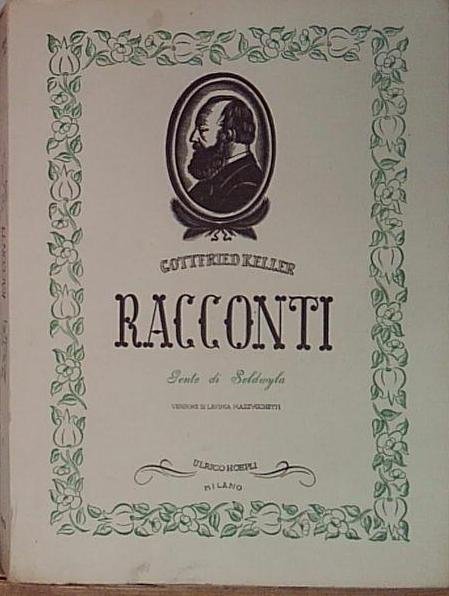 GOTTFRIED KELLER
RACCONTI
Gente di Seldwyla
VERSIONE DI LAVINIA MAZZUCCHETTI
ULRICO HOEPLI
MILANO